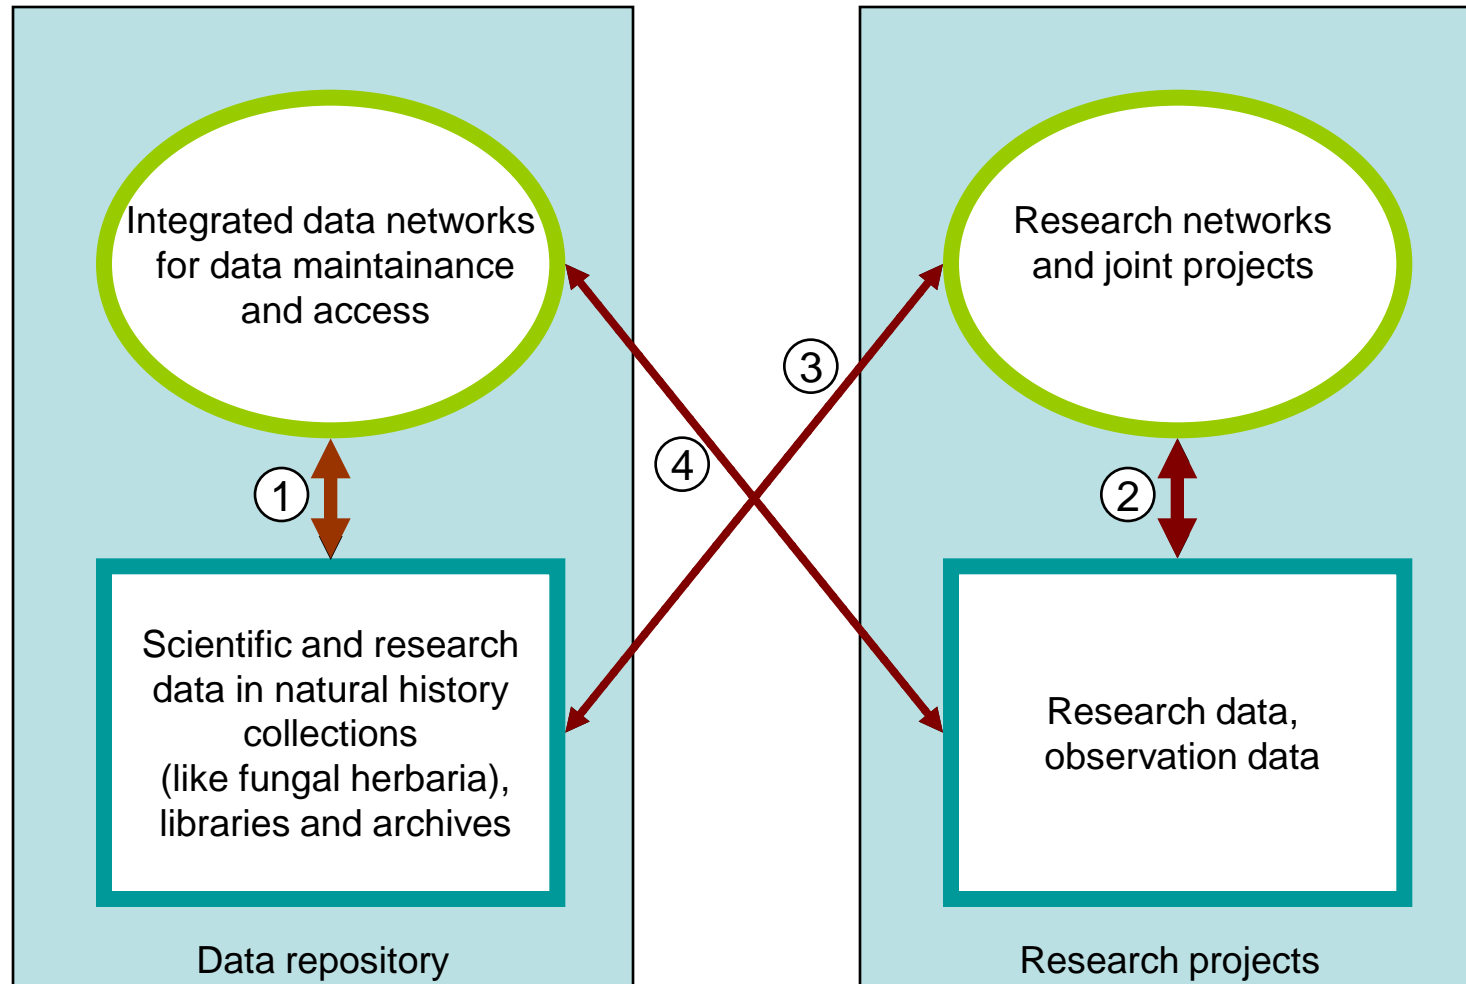 Integrated data networks
for data maintainance
and access
Research networks
and joint projects
3
4
1
2
Scientific and research
data in natural history
collections
(like fungal herbaria),
libraries and archives
Research data,
observation data
Data repository
Research projects